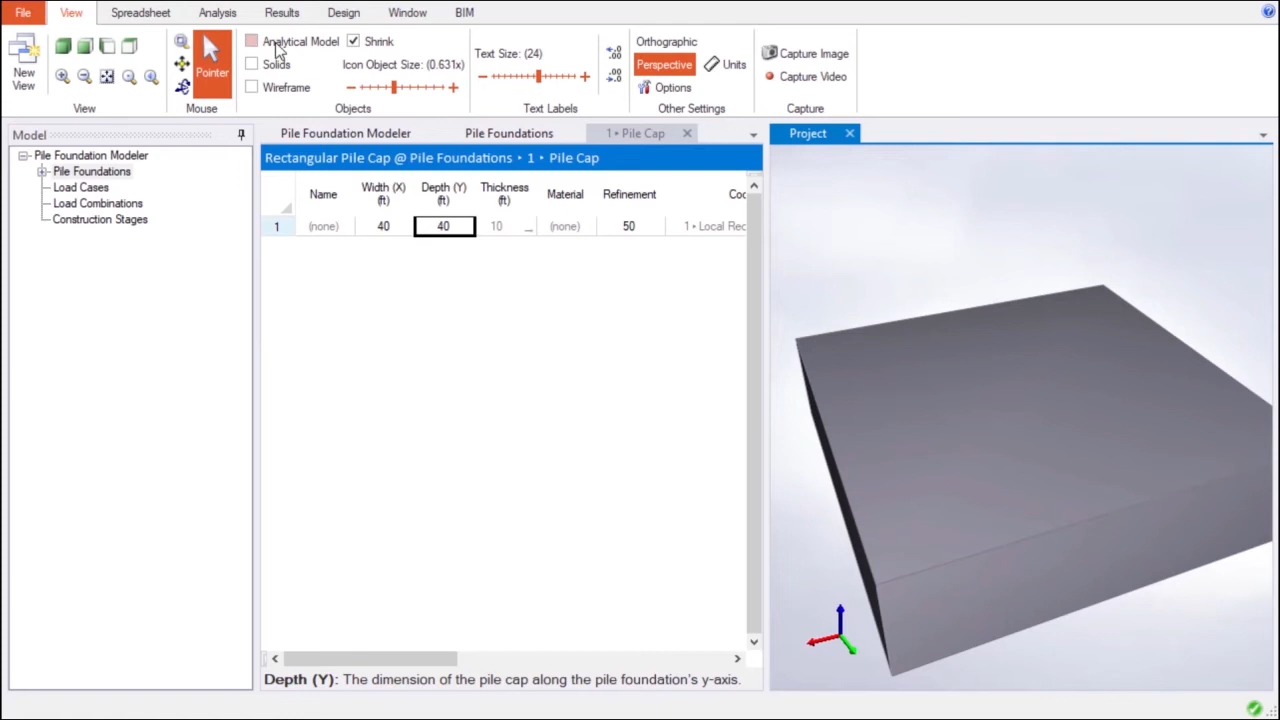 File View Spreadsheet Analysis Results Design Window BIM
New View
View
Pointer
Mouse
Analytical Model Shrink
Solids Icon Object Size: (0.631x)
Wireframe
Objects
Text Size: (24)
Text Labels
Orthographic
Perspective Units
Options
Other Settings
Capture Image
Capture Video
Capture
Model
Pile Foundation Modeler
Pile Foundations
Load Cases
Load Combinations
Construction Stages
Pile Foundation Modeler Pile Foundations 1 ▸ Pile Cap
Rectangular Pile Cap @ Pile Foundations ▸ 1 ▸ Pile Cap
Name Width (X) (ft) Depth (Y) (ft) Thickness (ft) Material Refinement
1 (none) 40 40 10 ... (none) 50 1 ▸ Local Rec
Depth (Y): The dimension of the pile cap along the pile foundation's y-axis.
Project